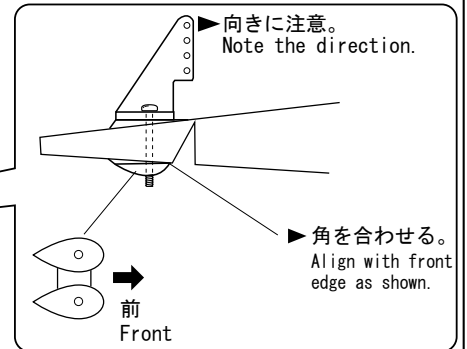 ▶向きに注意。
Note the direction.
▶角を合わせる。
Align with front
edge as shown.
前
Front